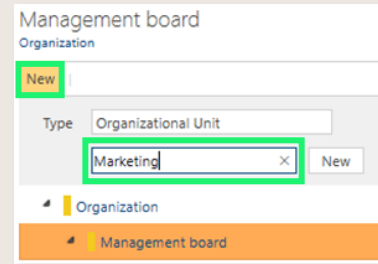 Management board
Organization
New
Type Organizational Unit
Marketing × New
Organization
Management board